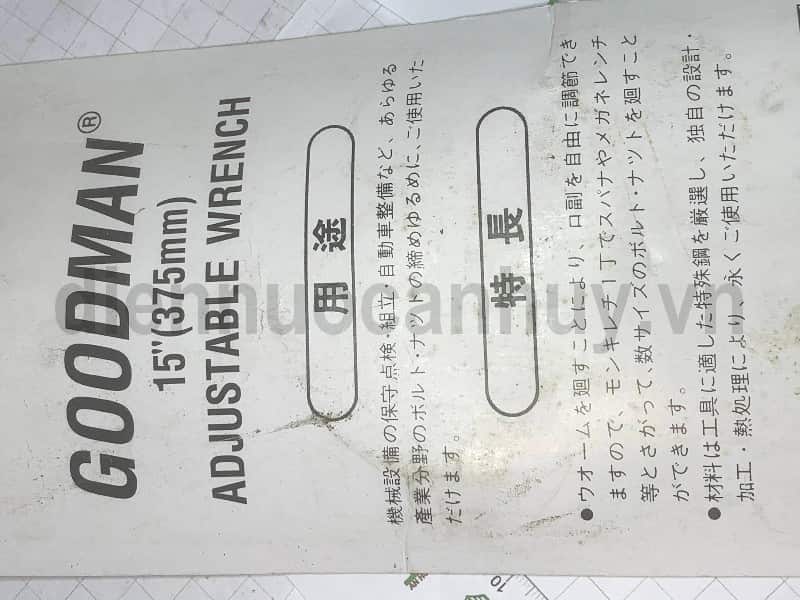 GOODMAN®
15"(375mm)
ADJUSTABLE WRENCH
用途
機械設備の保守点検・組立・自動車整備など、あらゆる
産業分野のボルト・ナツトの締めゆるめに、ご使用いた
だけます。
特長
●ウオームを廻すことにより、口副を自由に調節でき
ますので、モンキレチ1丁でスパナやメガネレンチ
等とさがって、数サイズのボルト・ナツトを廻すこと
ができます。
●材料は工具に適した特殊鋼を厳選し、独自の設計・
加工・熱処理により、永くご使用いただけます。
diennuocanhuy.vn
10